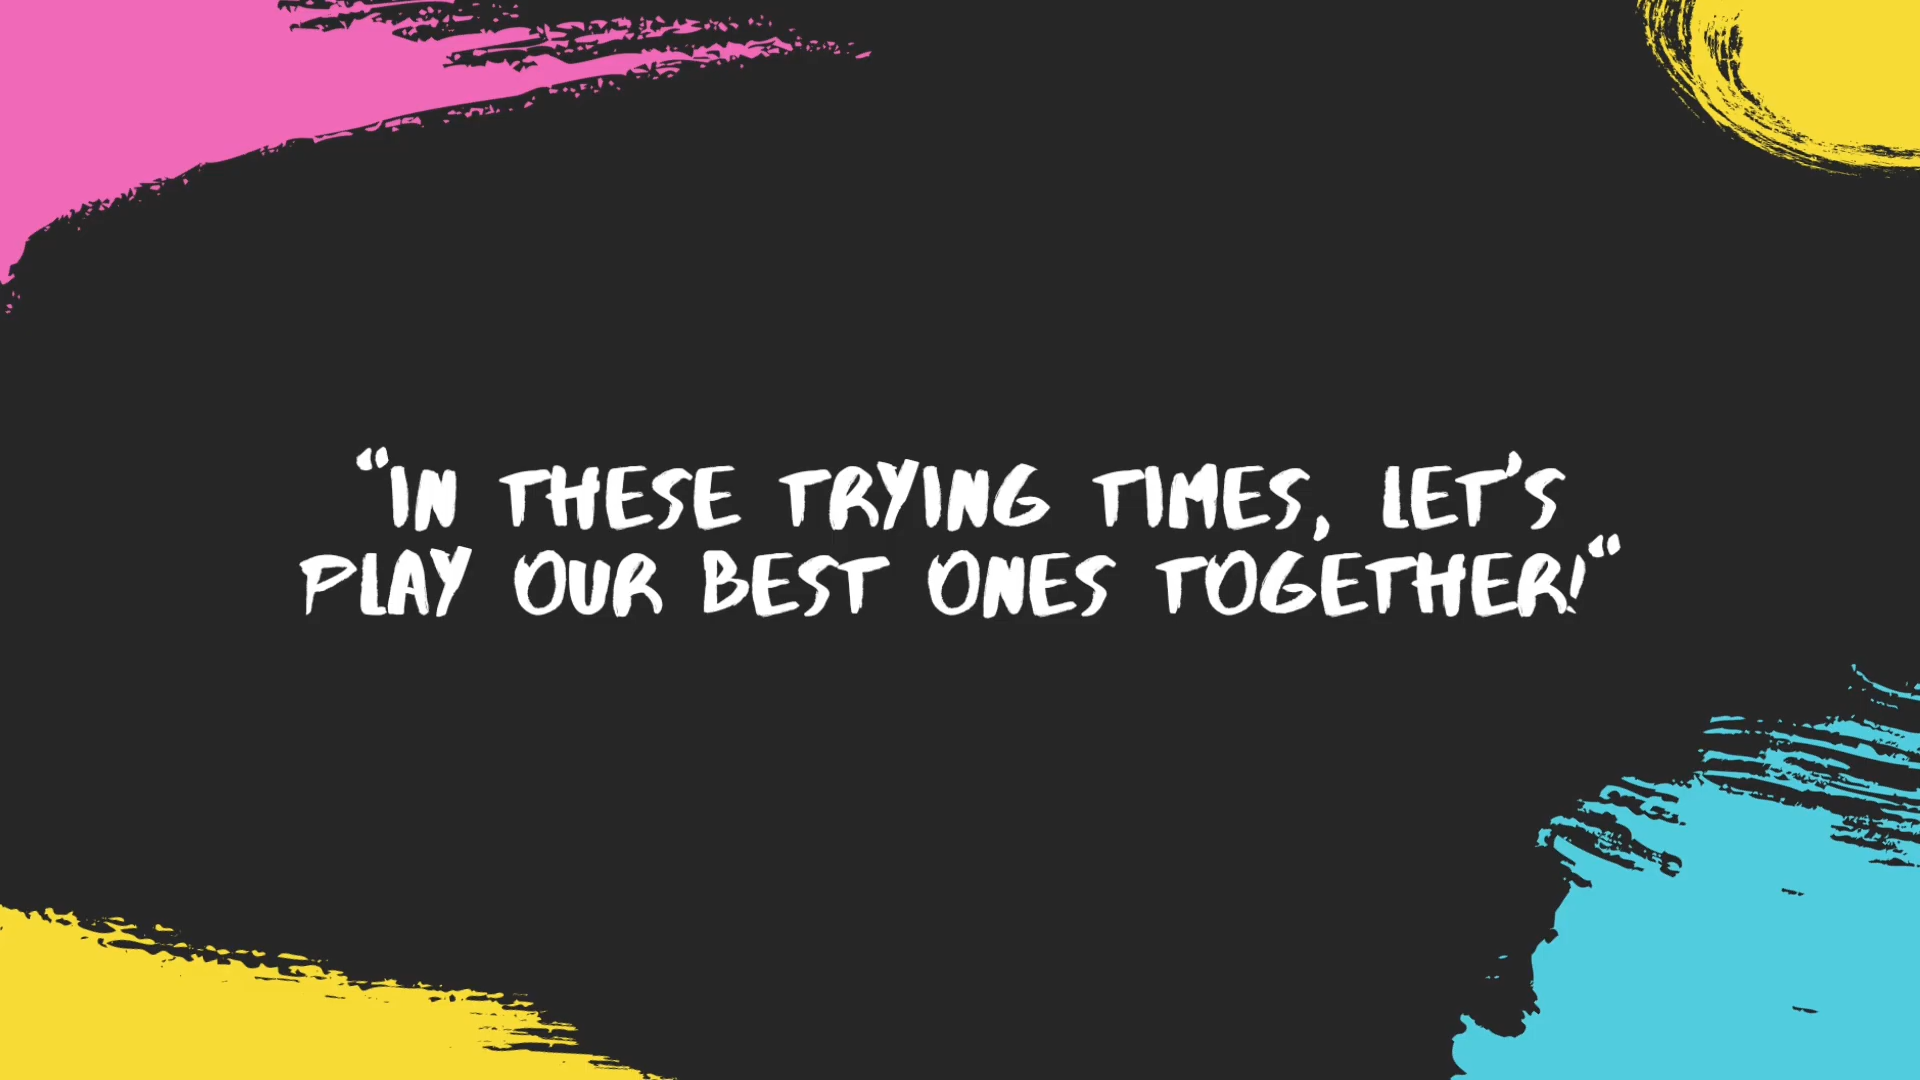 “IN THESE TRYING TIMES, LET’S
PLAY OUR BEST ONES TOGETHER!“